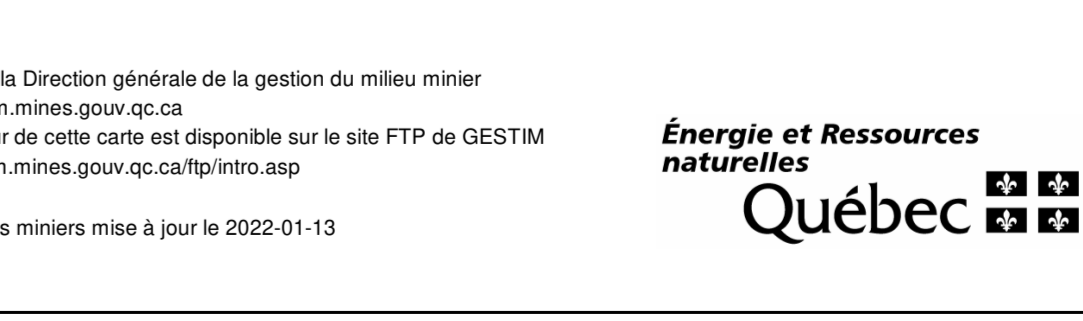 la Direction générale de la gestion du milieu minier
.mines.gouv.qc.ca
r de cette carte est disponible sur le site FTP de GESTIM
.mines.gouv.qc.ca/ftp/intro.asp
s miniers mise à jour le 2022-01-13
Énergie et Ressources
naturelles
Québec